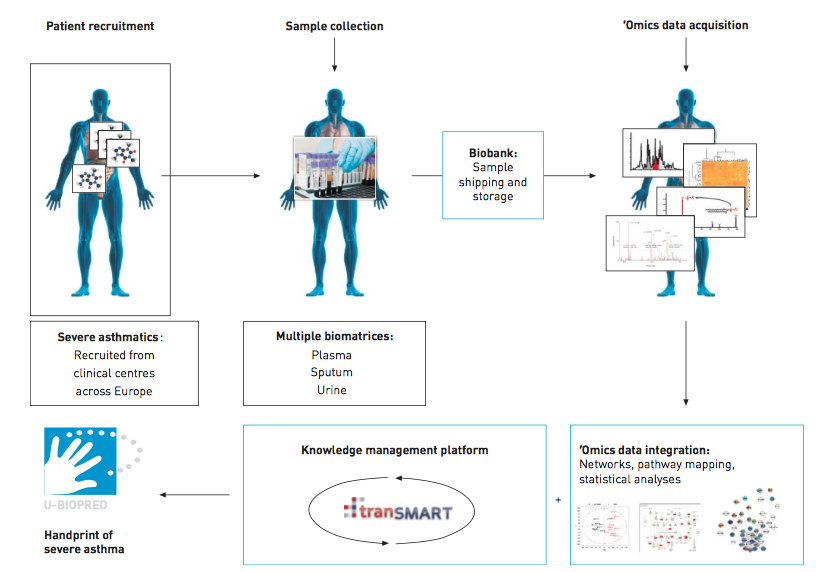 Patient recruitment
Sample collection
'Omics data acquisition
Biobank:
Sample
shipping and
storage
Severe asthmatics:
Recruited from
clinical centres
across Europe
Multiple biomatrices:
Plasma
Sputum
Urine
Knowledge management platform
tranSMART
+
'Omics data integration:
Networks, pathway mapping,
statistical analyses
U-BIOPRED
Handprint of
severe asthma